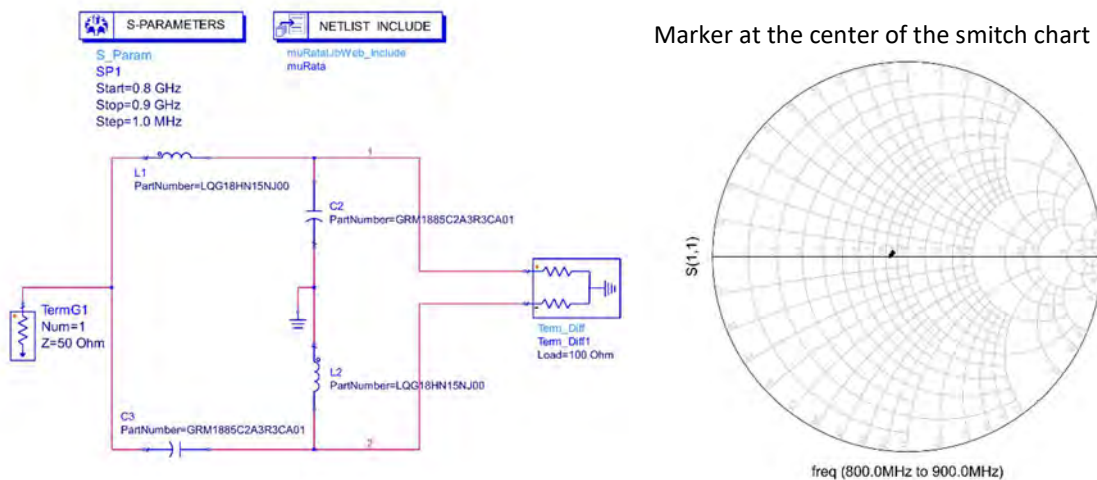 S-PARAMETERS
S_Param
SP1
Start=0.8 GHz
Stop=0.9 GHz
Step=1.0 MHz
NETLIST INCLUDE
muRataLibWeb_Include
muRata
Marker at the center of the smitch chart
L1
PartNumber=LQG18HN15NJ00
1
C2
PartNumber=GRM1885C2A3R3CA01
TermG1
Num=1
Z=50 Ohm
Term_Diff
Term_Diff1
Load=100 Ohm
L2
PartNumber=LQG18HN15NJ00
C3
PartNumber=GRM1885C2A3R3CA01
2
S(1,1)
freq (800.0MHz to 900.0MHz)